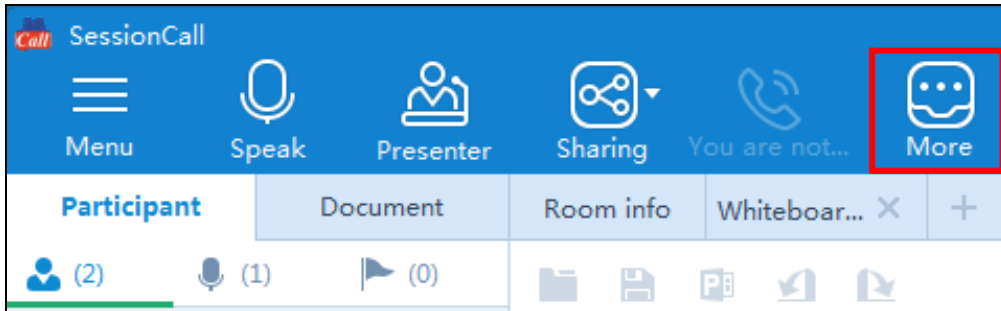 Call SessionCall
Menu Speak Presenter Sharing You are not... More
Participant Document Room info Whiteboar...
(2) (1) (0)